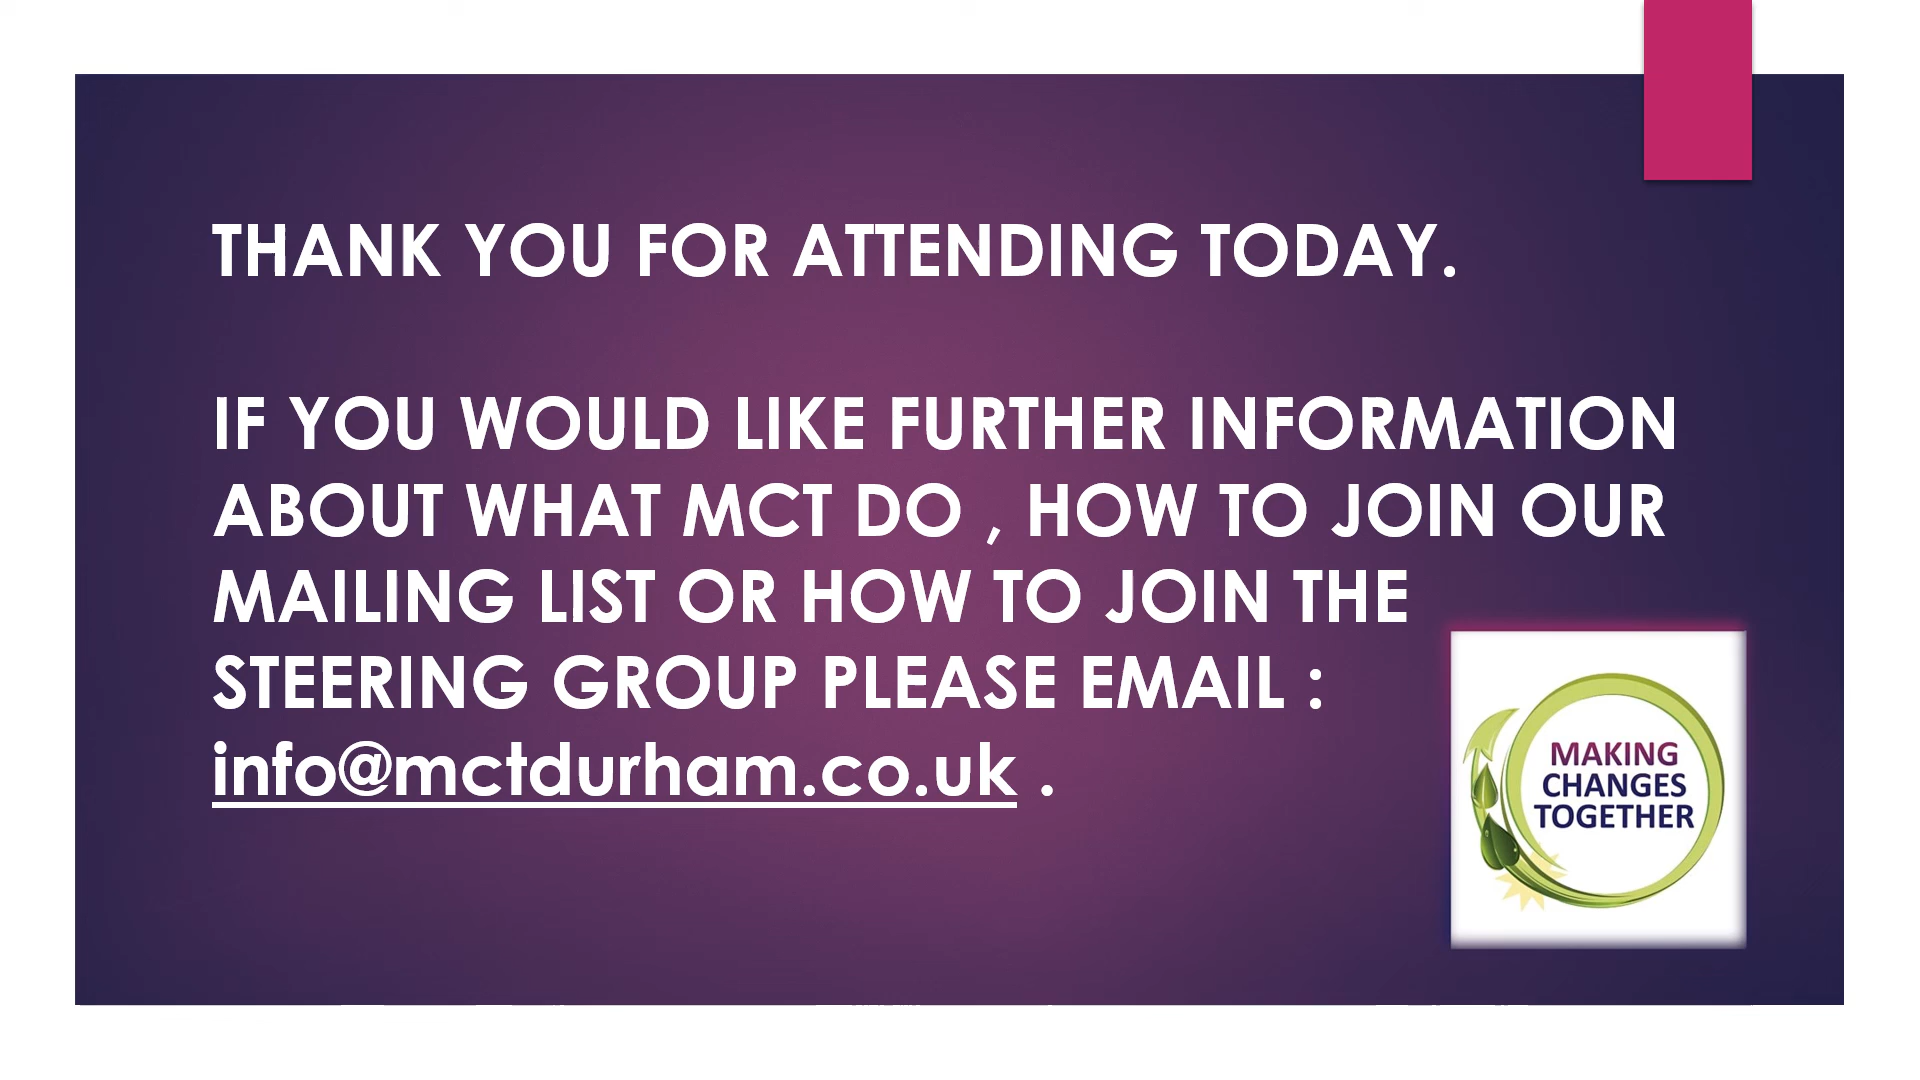 THANK YOU FOR ATTENDING TODAY.
IF YOU WOULD LIKE FURTHER INFORMATION
ABOUT WHAT MCT DO , HOW TO JOIN OUR
MAILING LIST OR HOW TO JOIN THE
STEERING GROUP PLEASE EMAIL :
info@mctdurham.co.uk .
MAKING
CHANGES
TOGETHER